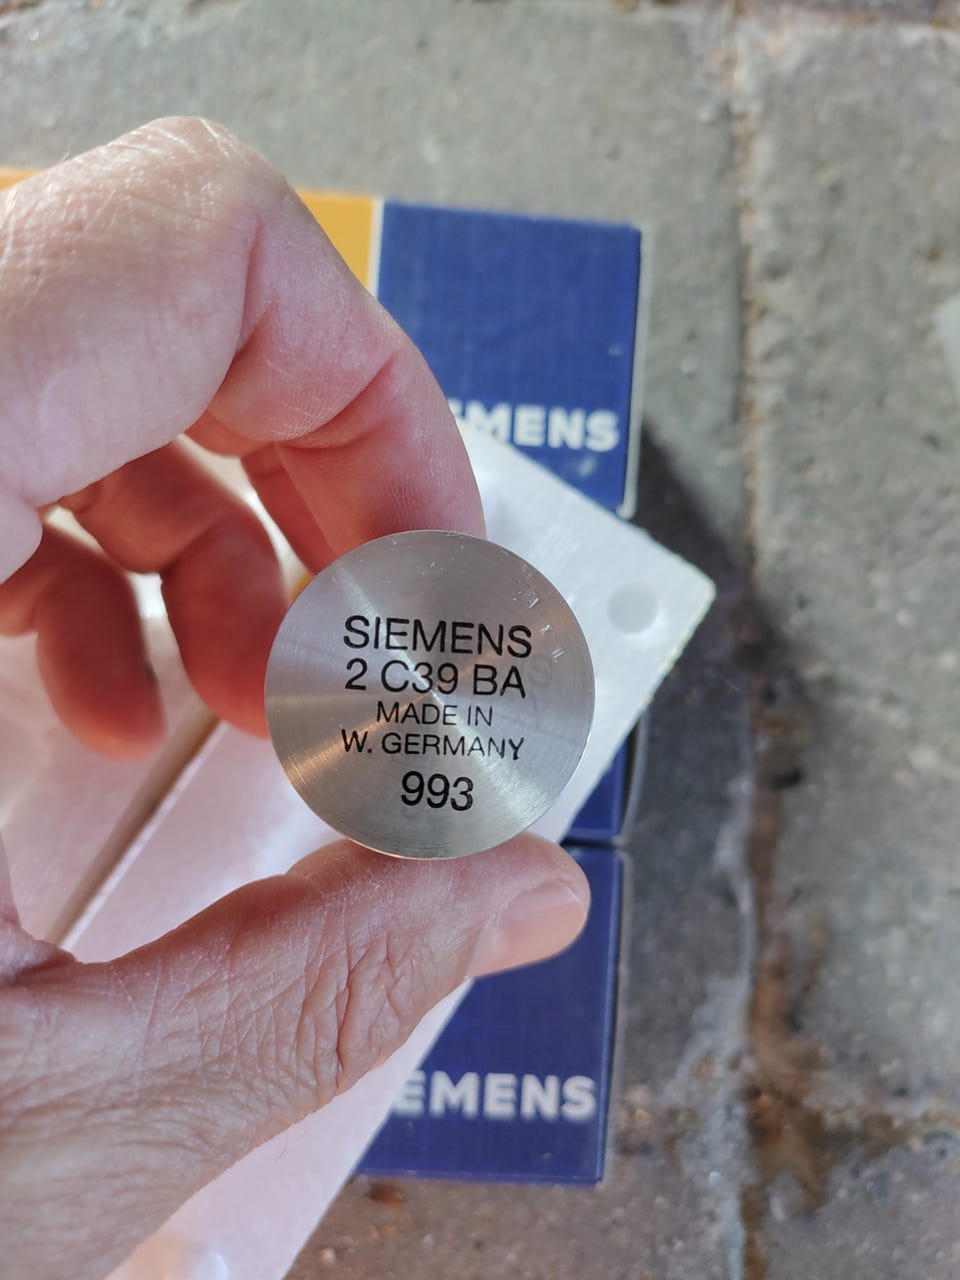 EMENS
SIEMENS
2 C39 BA
MADE IN
W. GERMANY
993
EMENS